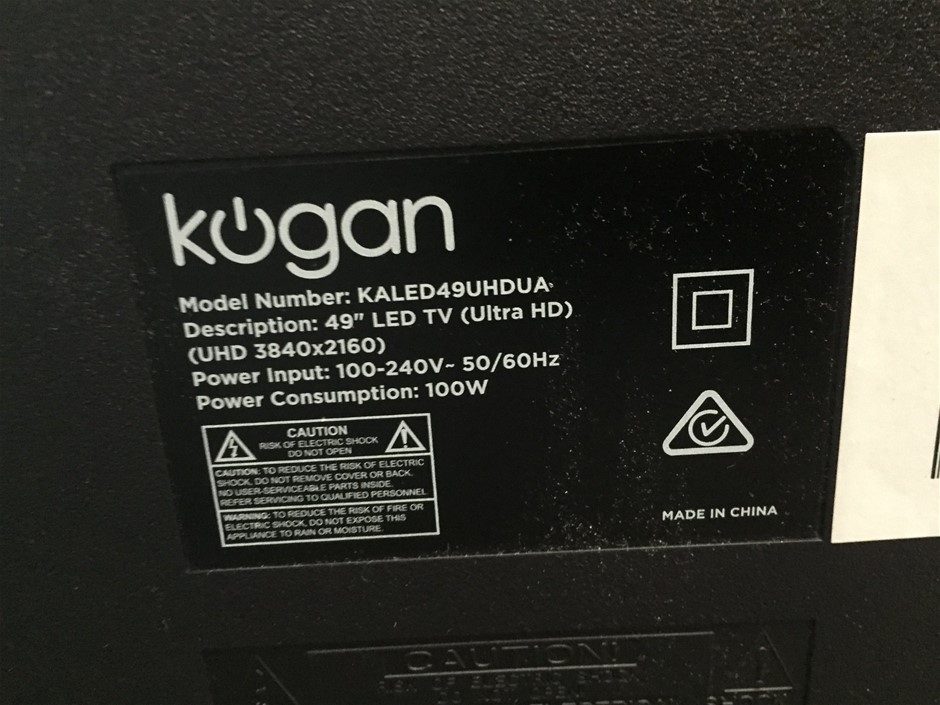 kogan
Model Number: KALED49UHDUA
Description: 49" LED TV (Ultra HD)
(UHD 3840x2160)
Power Input: 100-240V~ 50/60Hz
Power Consumption: 100W
CAUTION
RISK OF ELECTRIC SHOCK
DO NOT OPEN
CAUTION: TO REDUCE THE RISK OF ELECTRIC
SHOCK, DO NOT REMOVE COVER OR BACK.
NO USER-SERVICEABLE PARTS INSIDE.
REFER SERVICING TO QUALIFIED PERSONNEL
WARNING: TO REDUCE THE RISK OF FIRE OR
ELECTRIC SHOCK, DO NOT EXPOSE THIS
APPLIANCE TO RAIN OR MOISTURE.
MADE IN CHINA
CAUTION!
RISK OF ELECTRIC SHOCK